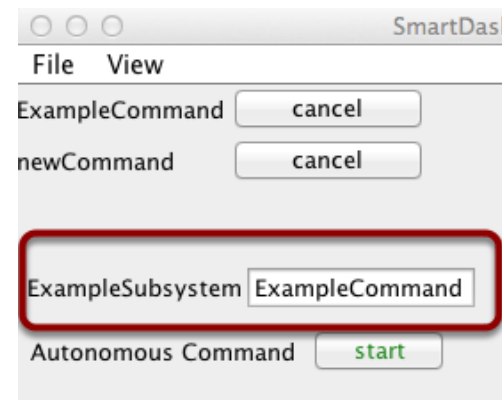 SmartDas
File View
ExampleCommand cancel
newCommand cancel
ExampleSubsystem ExampleCommand
Autonomous Command start